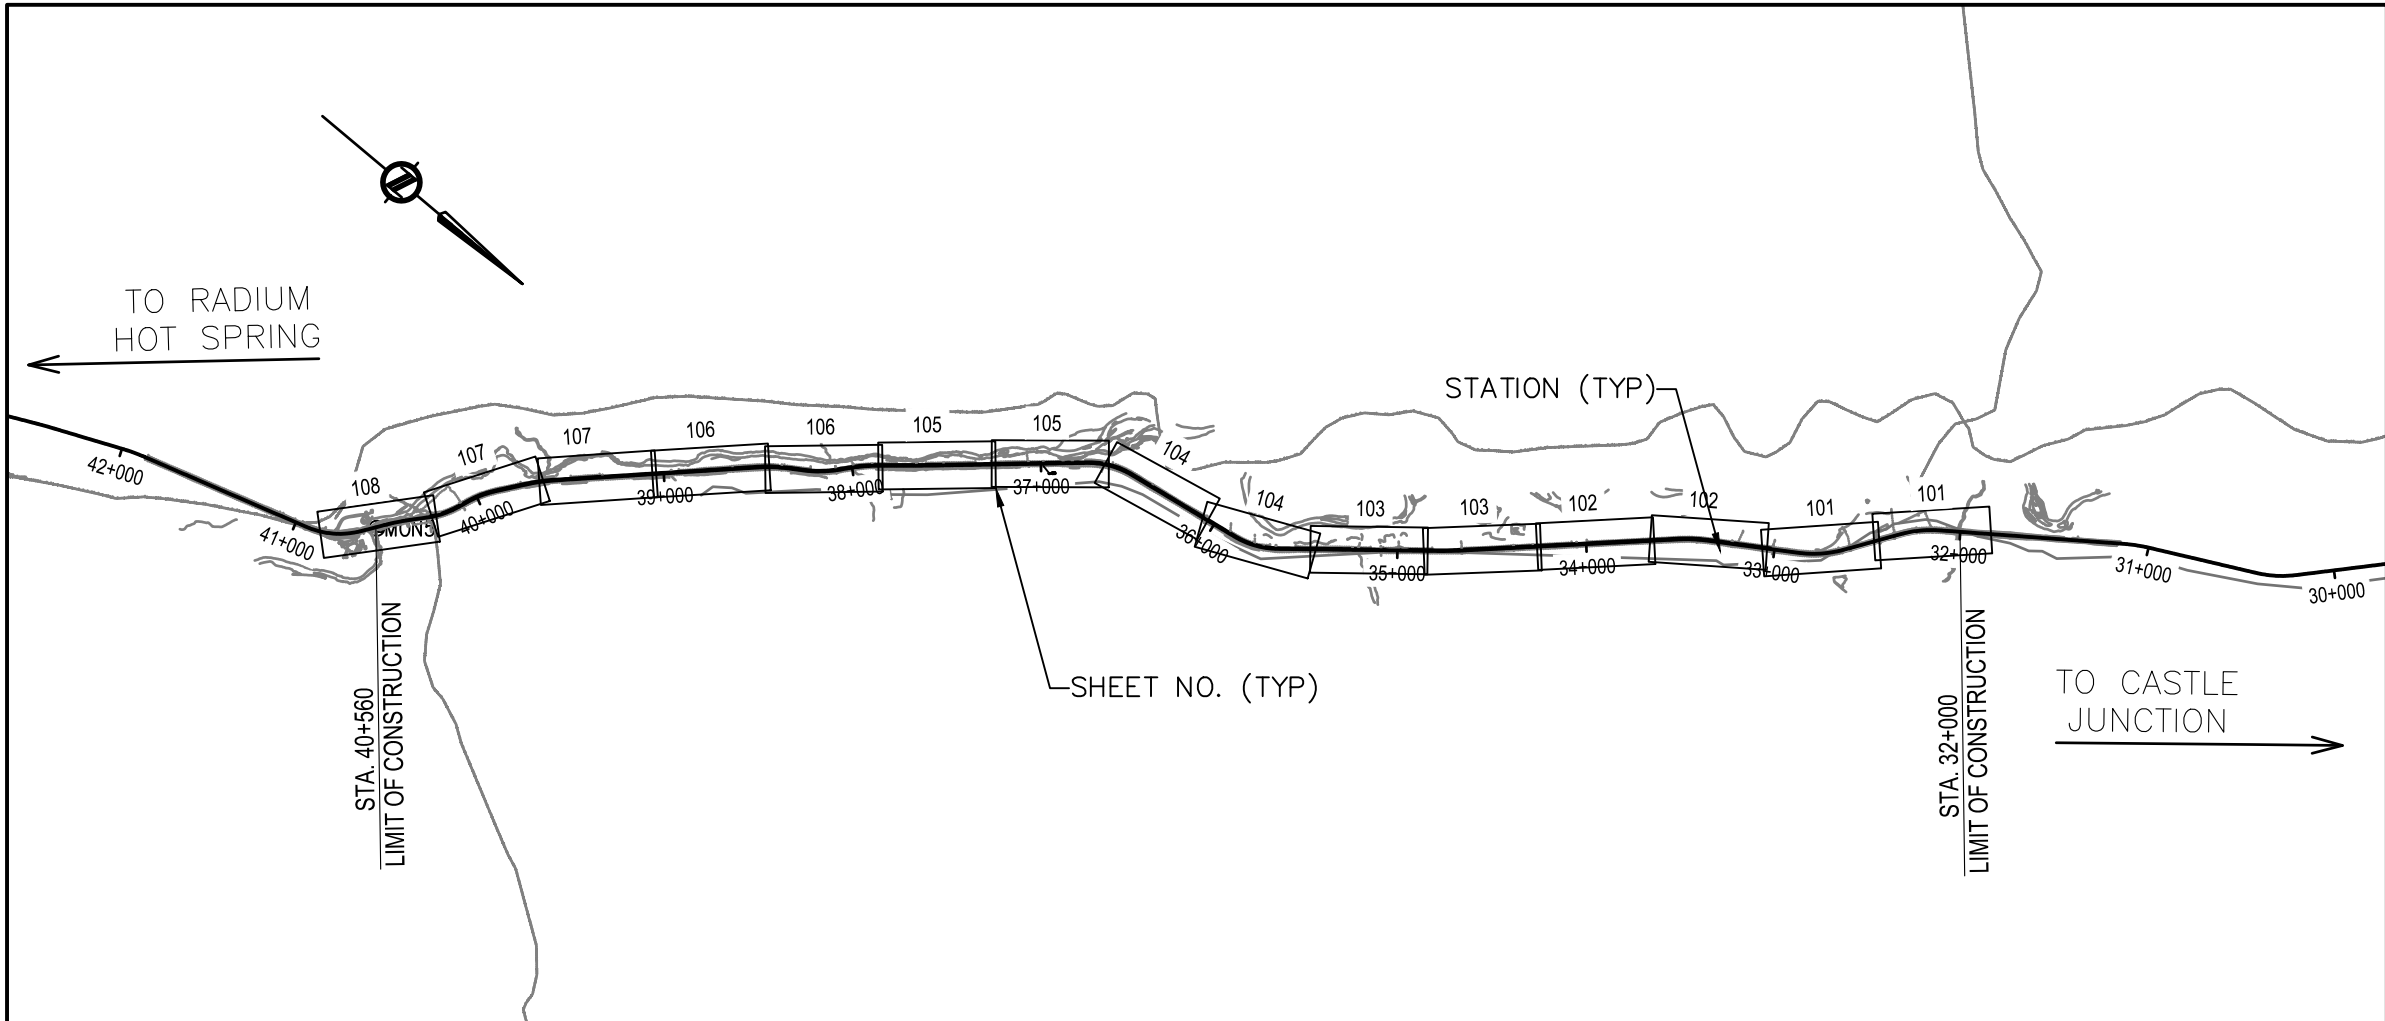 TO RADIUM
HOT SPRING
STATION (TYP)
SHEET NO. (TYP)
TO CASTLE
JUNCTION
108
107
107
106
106
105
105
104
104
103
103
102
102
101
101
42+000
41+000
40+000
39+000
38+000
37+000
36+000
35+000
34+000
33+000
32+000
31+000
30+000
STA. 40+560
LIMIT OF CONSTRUCTION
STA. 32+000
LIMIT OF CONSTRUCTION